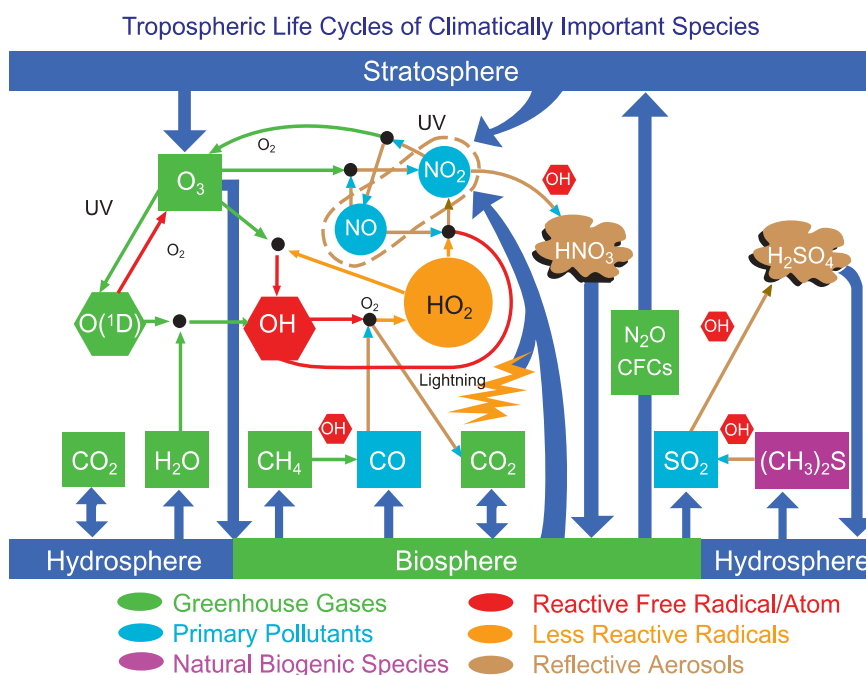 Tropospheric Life Cycles of Climatically Important Species
Stratosphere
UV
O₂
O₃
NO₂
OH
UV
O₂
NO
HNO₃
H₂SO₄
O(¹D)
OH
O₂
HO₂
OH
N₂O
CFCs
Lightning
OH
OH
CO₂
H₂O
CH₄
CO
CO₂
SO₂
(CH₃)₂S
Hydrosphere
Biosphere
Hydrosphere
Greenhouse Gases
Reactive Free Radical/Atom
Primary Pollutants
Less Reactive Radicals
Natural Biogenic Species
Reflective Aerosols